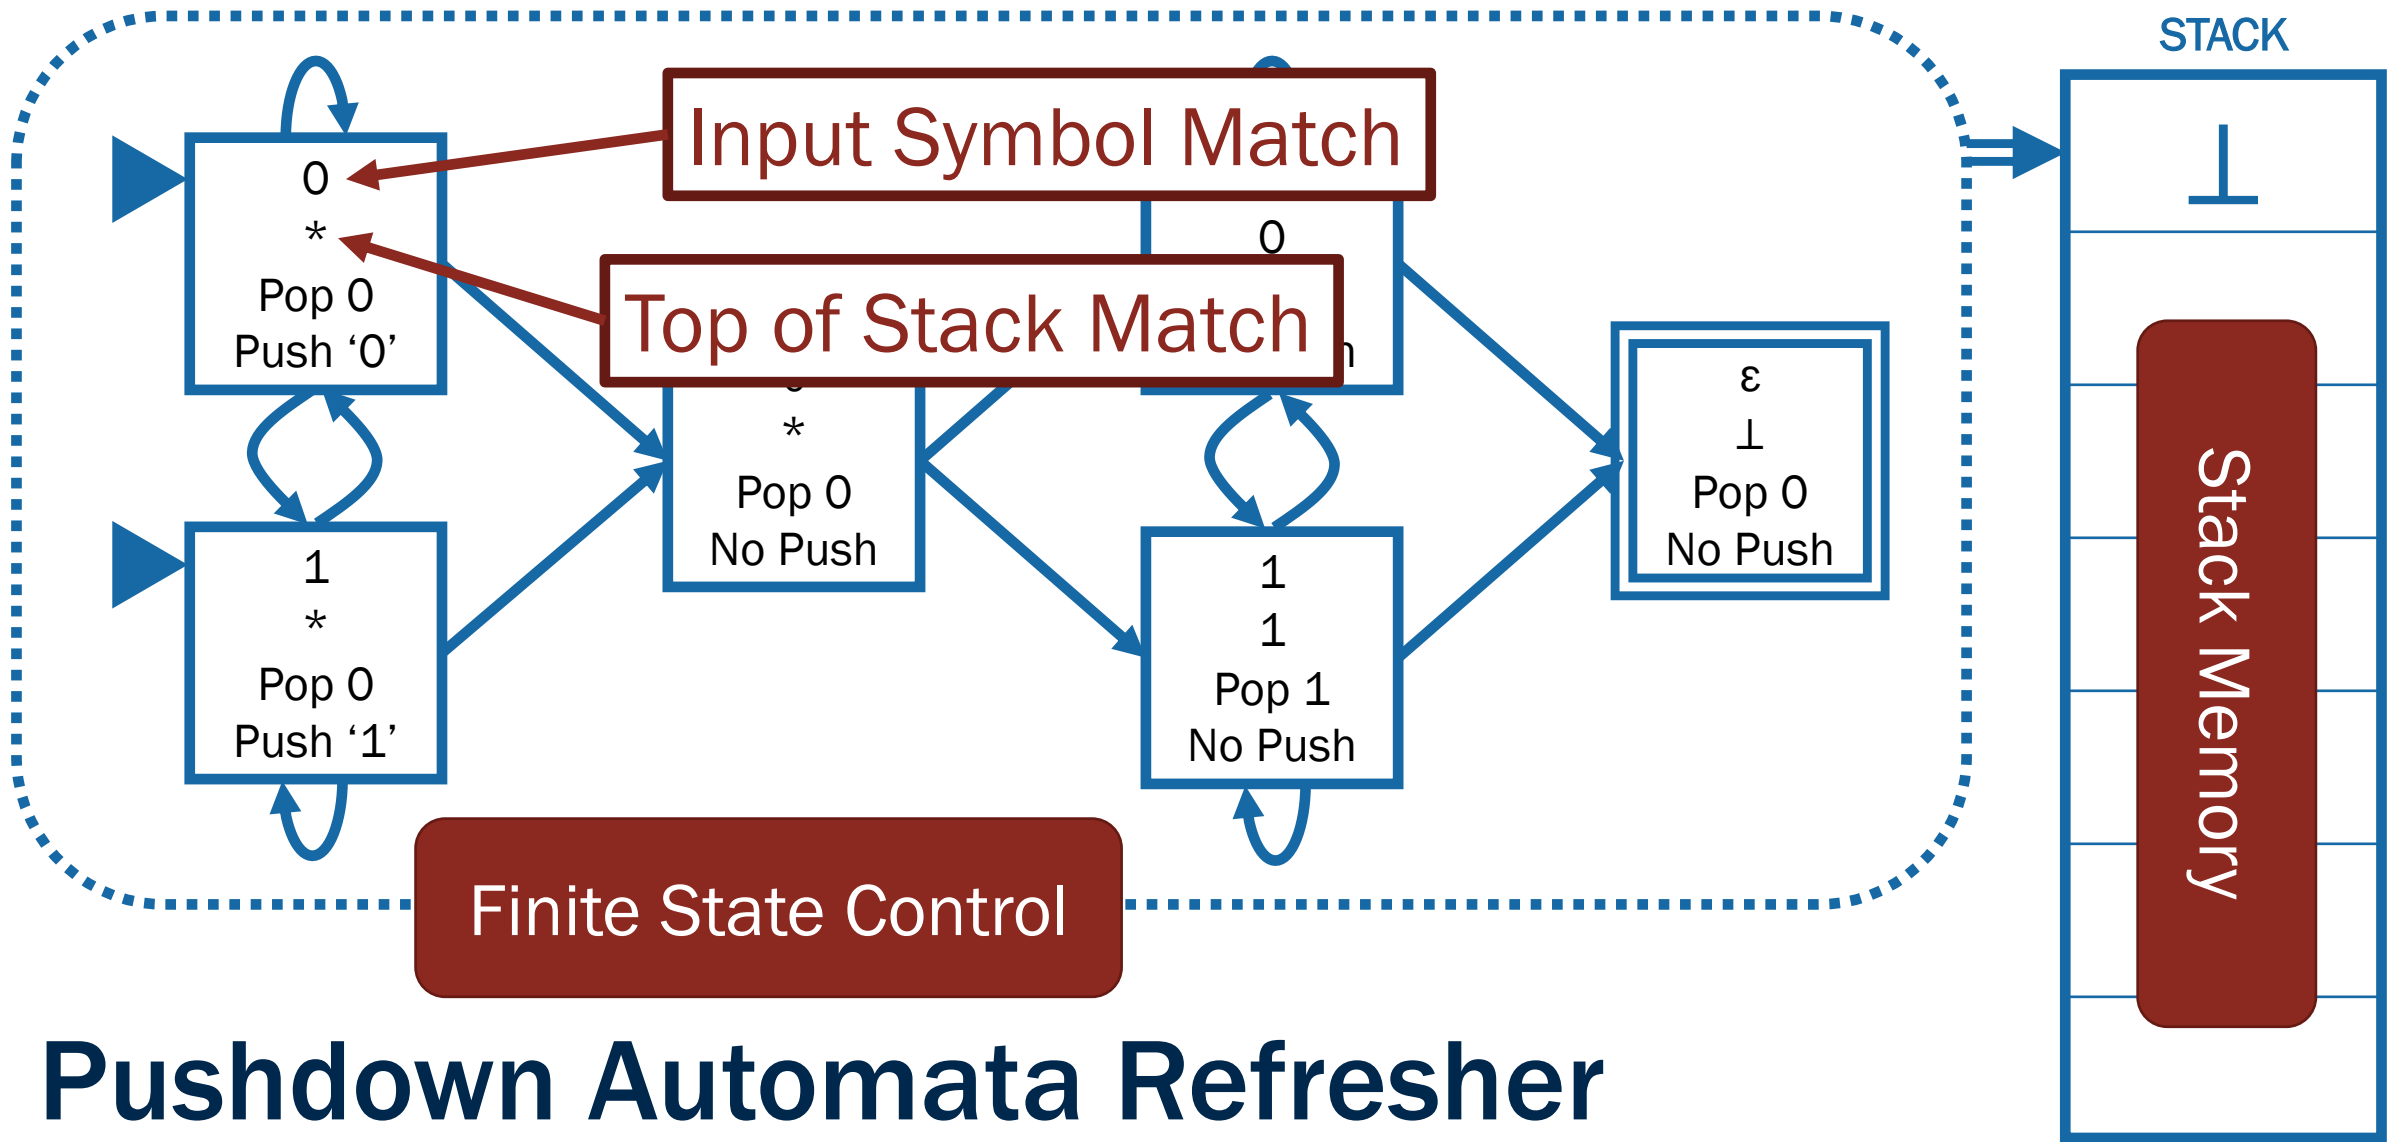 STACK
⊥
Input Symbol Match
Top of Stack Match
0
*
Pop 0
Push ‘0’
1
*
Pop 0
Push ‘1’
*
Pop 0
No Push
0
1
1
Pop 1
No Push
ε
⊥
Pop 0
No Push
Stack Memory
Finite State Control
Pushdown Automata Refresher